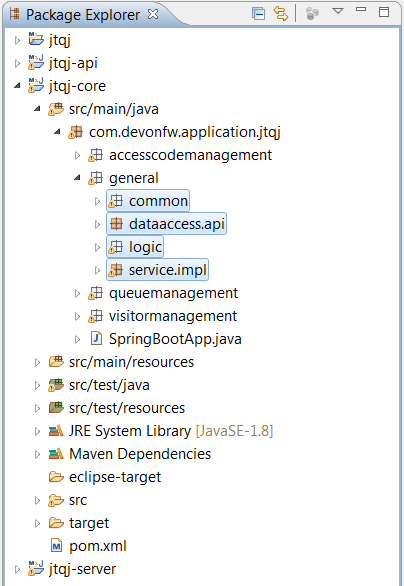 Package Explorer
jtqj
jtqj-api
jtqj-core
src/main/java
com.devonfw.application.jtqj
accesscodemanagement
general
common
dataaccess.api
logic
service.impl
queuemanagement
visitormanagement
SpringBootApp.java
src/main/resources
src/test/java
src/test/resources
JRE System Library [JavaSE-1.8]
Maven Dependencies
eclipse-target
src
target
pom.xml
jtqj-server